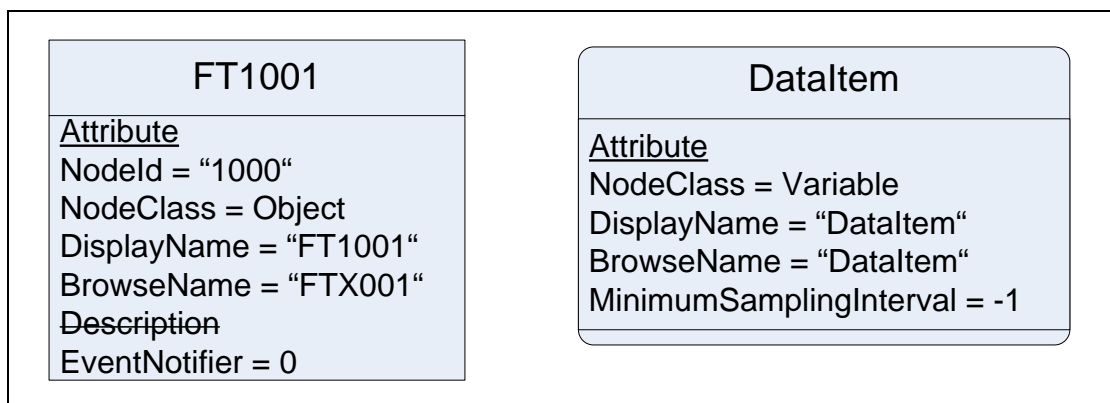 FT1001
Attribute
NodeId = “1000“
NodeClass = Object
DisplayName = “FT1001“
BrowseName = “FTX001“
Description
EventNotifier = 0
DataItem
Attribute
NodeClass = Variable
DisplayName = “DataItem“
BrowseName = “DataItem“
MinimumSamplingInterval = -1